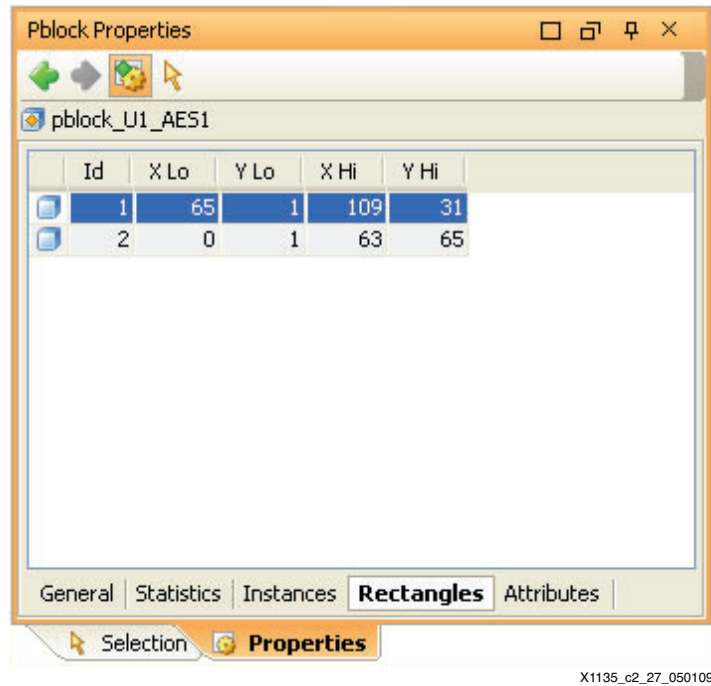 Pblock Properties
pblock_U1_AES1
Id X Lo Y Lo X Hi Y Hi
1 65 1 109 31
2 0 1 63 65
General Statistics Instances Rectangles Attributes
Selection Properties
X1135_c2_27_050109